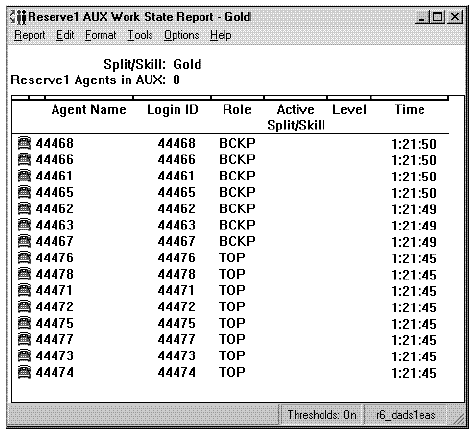 Reserve1 AUX Work State Report - Gold
Report Edit Format Tools Options Help
Split/Skill: Gold
Reserve1 Agents in AUX: 0
Agent Name Login ID Role Active Level Time
Split/Skill
44468 44468 BCKP 1:21:50
44466 44466 BCKP 1:21:50
44461 44461 BCKP 1:21:50
44465 44465 BCKP 1:21:50
44462 44462 BCKP 1:21:49
44463 44463 BCKP 1:21:49
44467 44467 BCKP 1:21:49
44476 44476 TOP 1:21:45
44478 44478 TOP 1:21:45
44471 44471 TOP 1:21:45
44472 44472 TOP 1:21:45
44475 44475 TOP 1:21:45
44477 44477 TOP 1:21:45
44473 44473 TOP 1:21:45
44474 44474 TOP 1:21:45
Thresholds: On r6_dads1eas